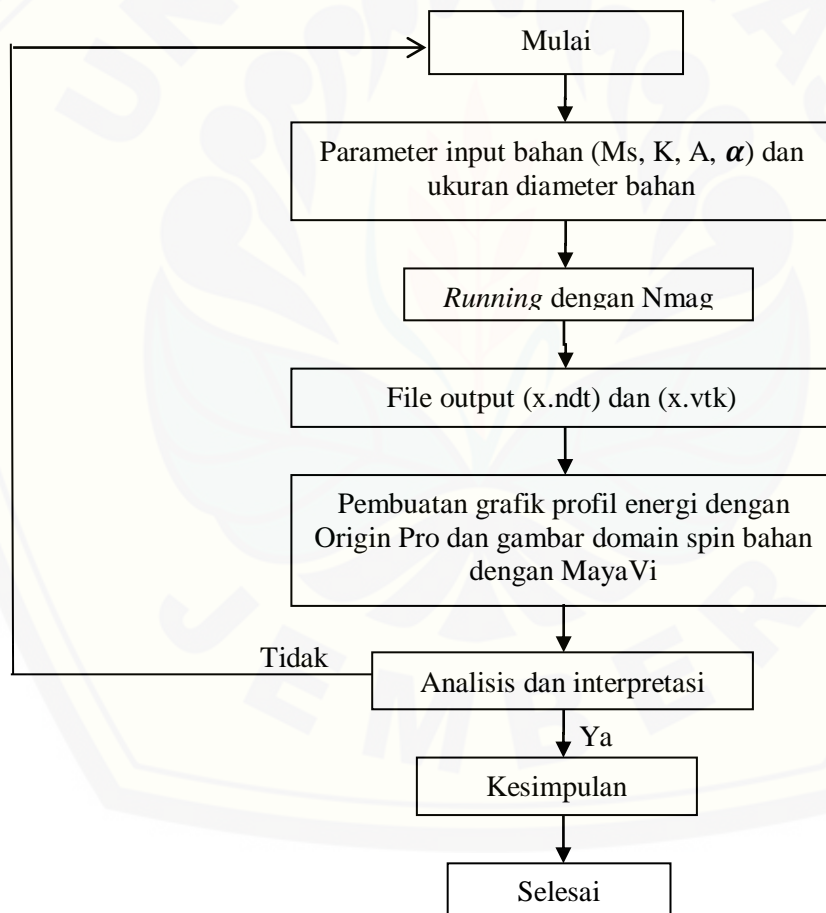 Mulai
Parameter input bahan (Ms, K, A, α) dan
ukuran diameter bahan
Running dengan Nmag
File output (x.ndt) dan (x.vtk)
Pembuatan grafik profil energi dengan
Origin Pro dan gambar domain spin bahan
dengan MayaVi
Tidak
Analisis dan interpretasi
Ya
Kesimpulan
Selesai
JEMBER